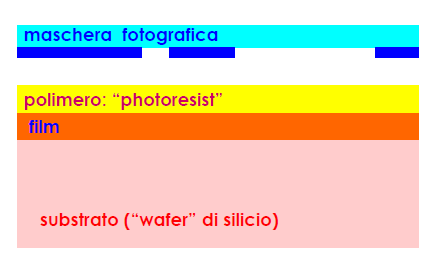 maschera fotografica
polimero: “photoresist”
film
substrato (“wafer” di silicio)